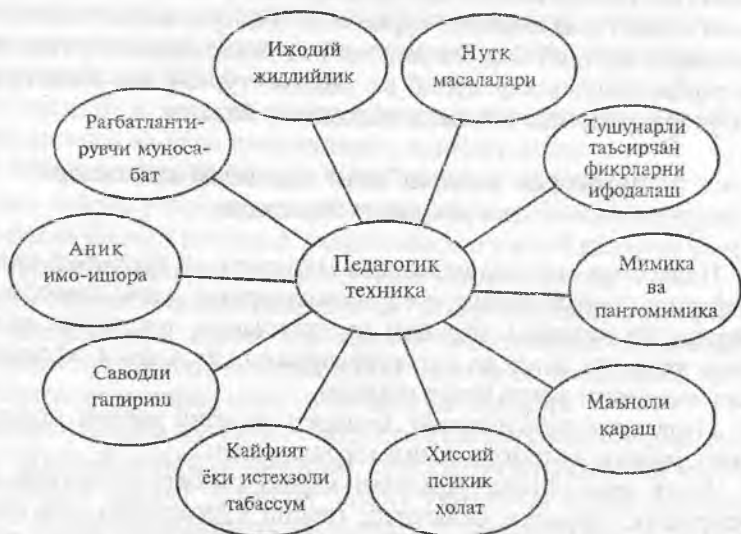 Ижодий
жиддийлик
Нутк
масалалари
Рағбатланти-
рувчи муноса-
бат
Тушунарли
таъсирчан
фикрларни
ифодалаш
Аниқ
имо-ишора
Педагогик
техника
Мимика
ва
пантомимика
Саводли
гапириш
Маъноли
қараш
Кайфият
ёки истехзоли
табассум
Ҳиссий
психик
ҳолат